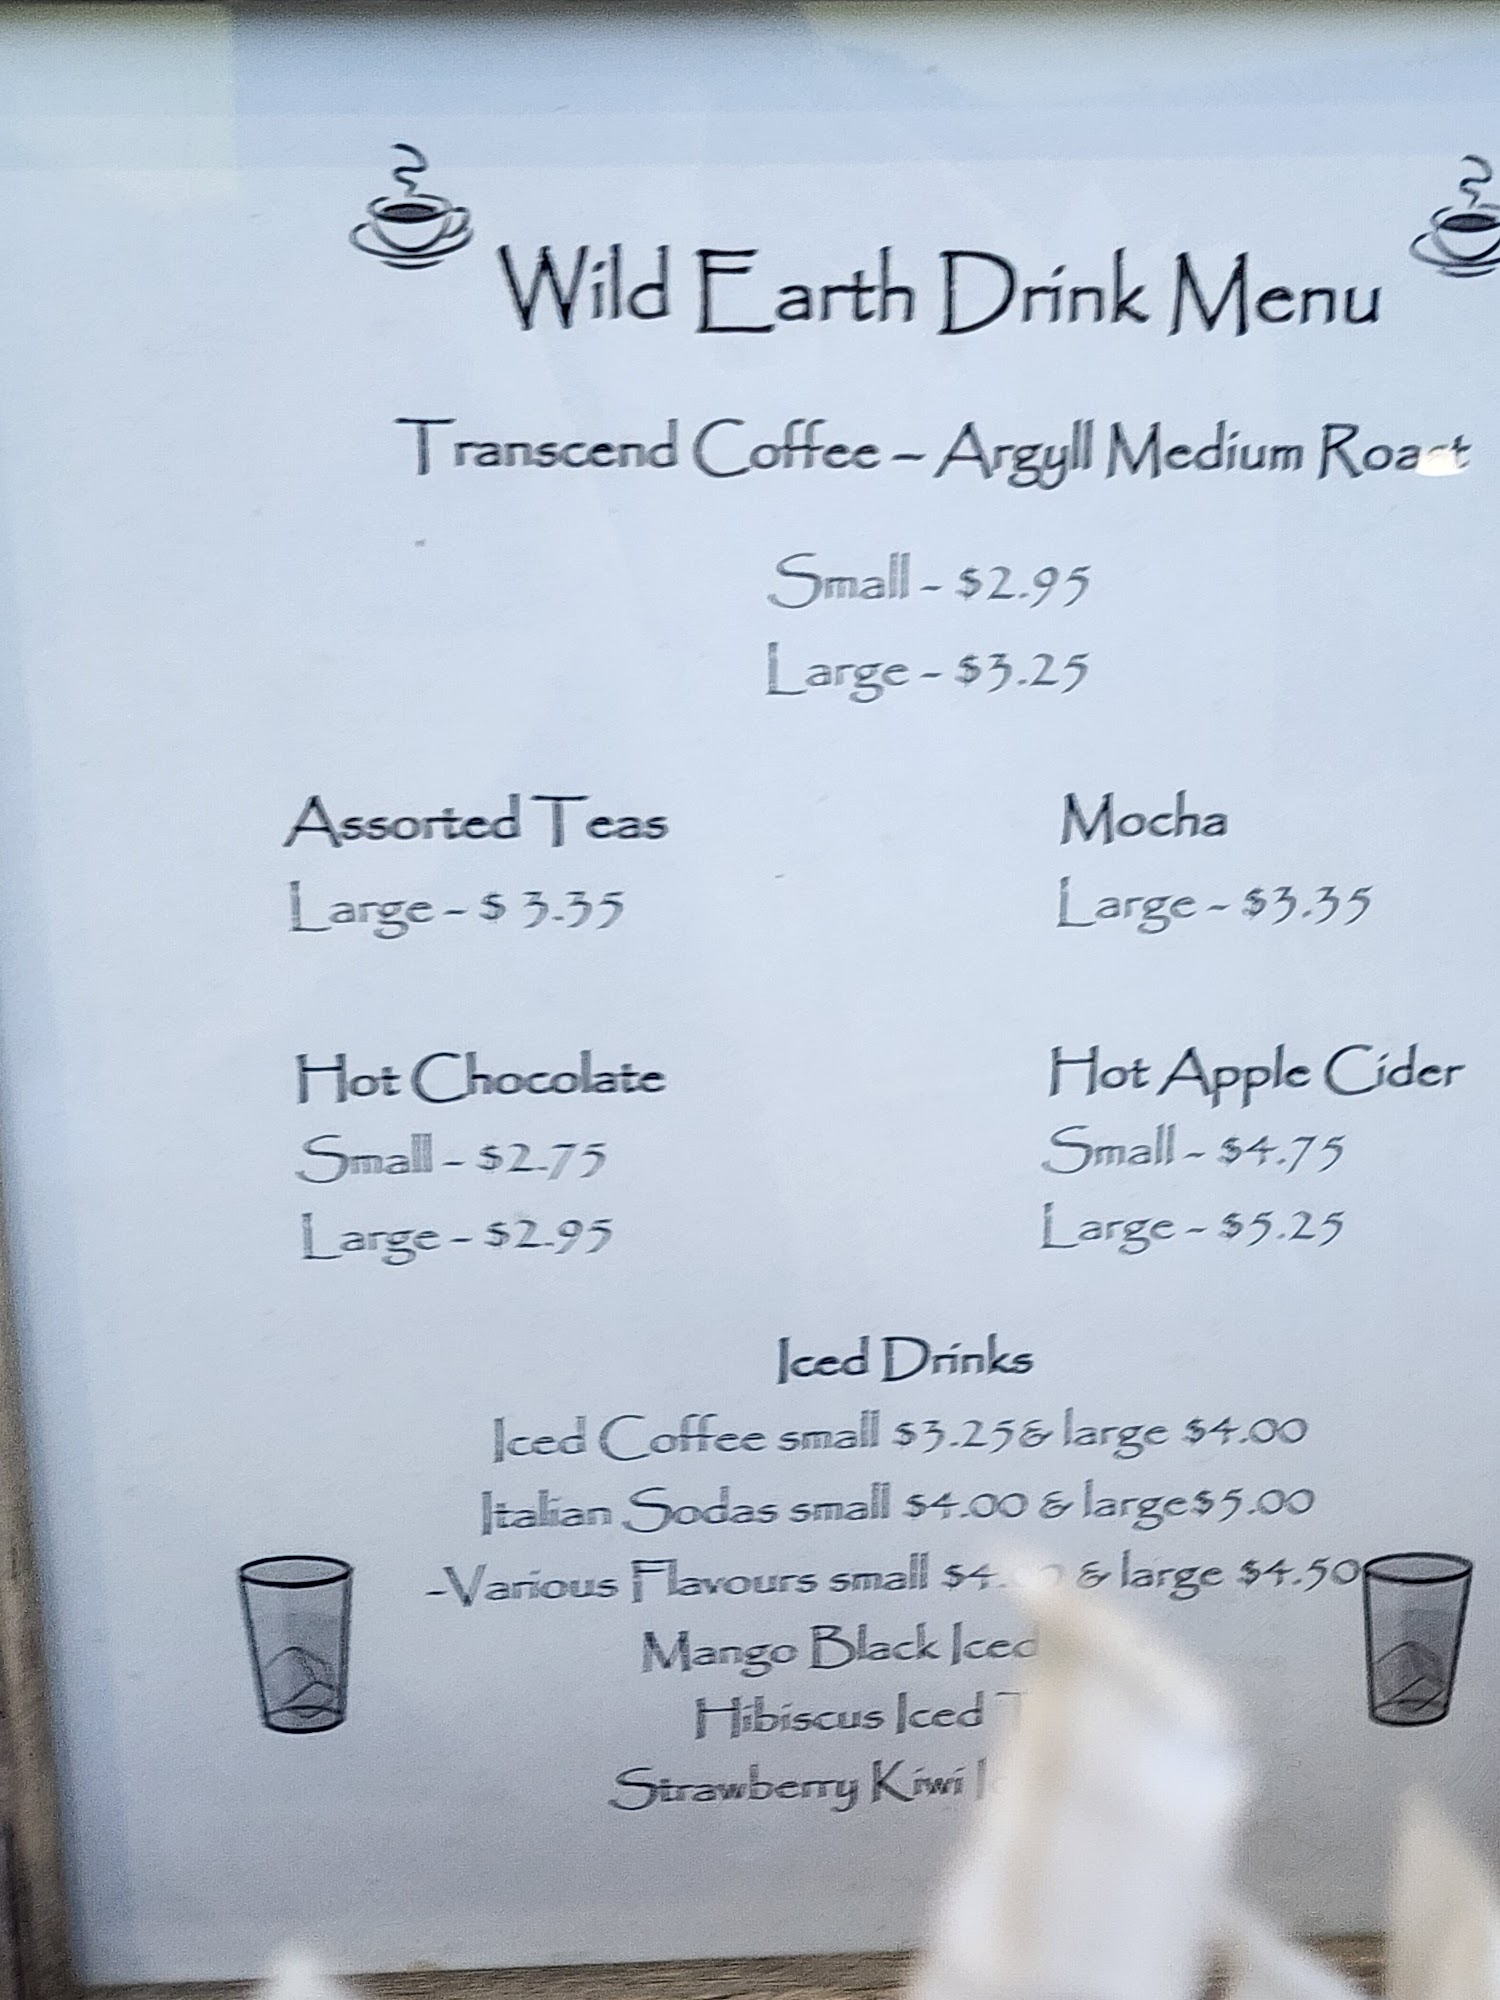 Wild Earth Drink Menu
Transcend Coffee - Argyll Medium Roast
Small - $2.95
Large - $3.25
Assorted Teas
Large - $ 3.35
Mocha
Large - $3.35
Hot Chocolate
Small - $2.75
Large - $2.95
Hot Apple Cider
Small - $4.75
Large - $5.25
Iced Drinks
Iced Coffee small $3.25& large $4.00
Italian Sodas small $4.00 & large$5.00
-Various Flavours small & large $4.50
Mango Black Iced
Hibiscus Iced
Strawberry Kiwi